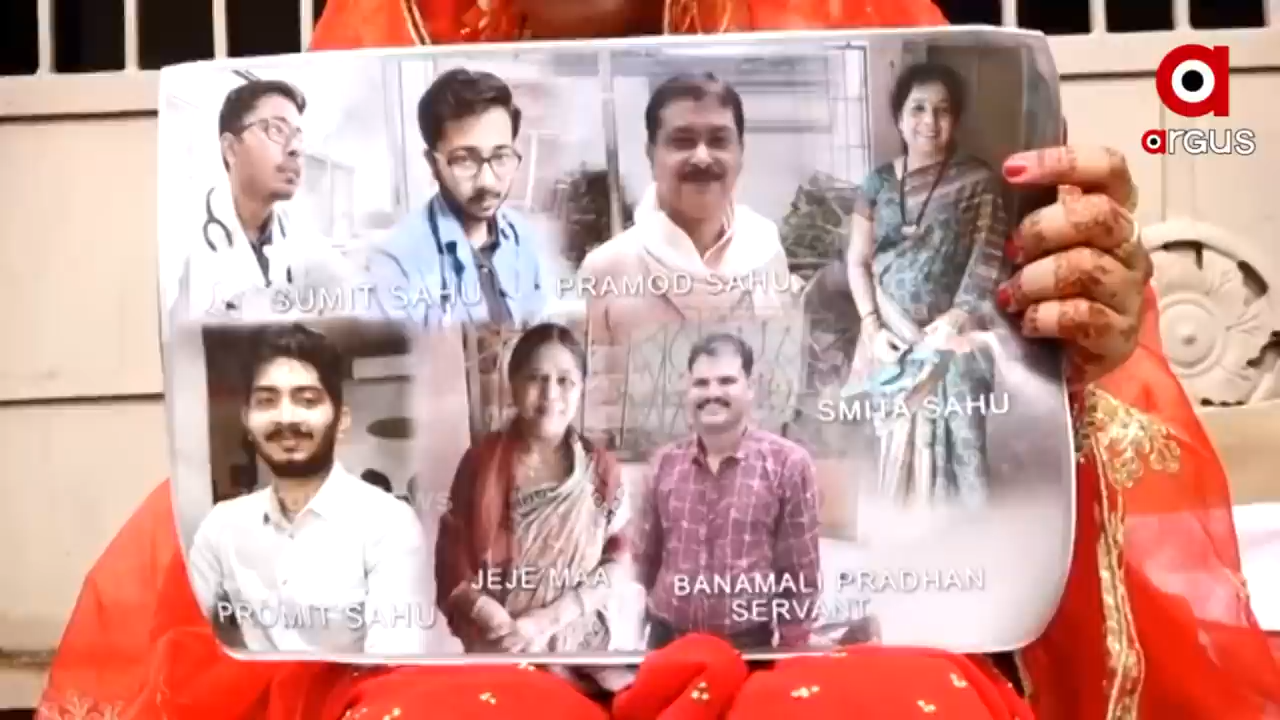 argus
SUMIT SAHU
PRAMOD SAHU
SMITA SAHU
PROMIT SAHU
JEJE MAA
BANAMALI PRADHAN
SERVANT